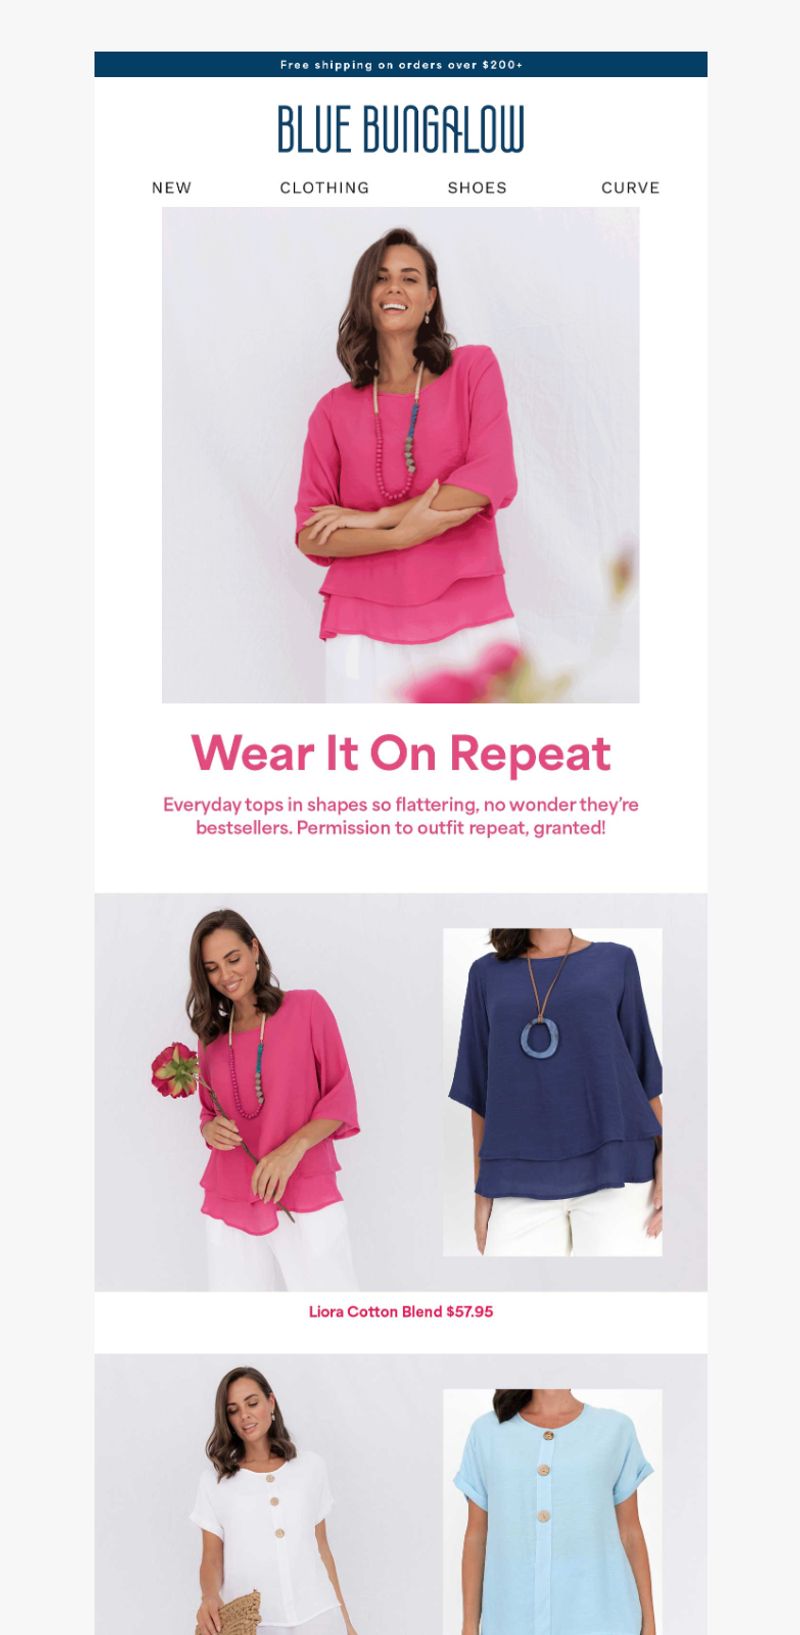 Free shipping on orders over $200+
BLUE BUNGALOW
NEW CLOTHING SHOES CURVE
Wear It On Repeat
Everyday tops in shapes so flattering, no wonder they’re
bestsellers. Permission to outfit repeat, granted!
Liora Cotton Blend $57.95